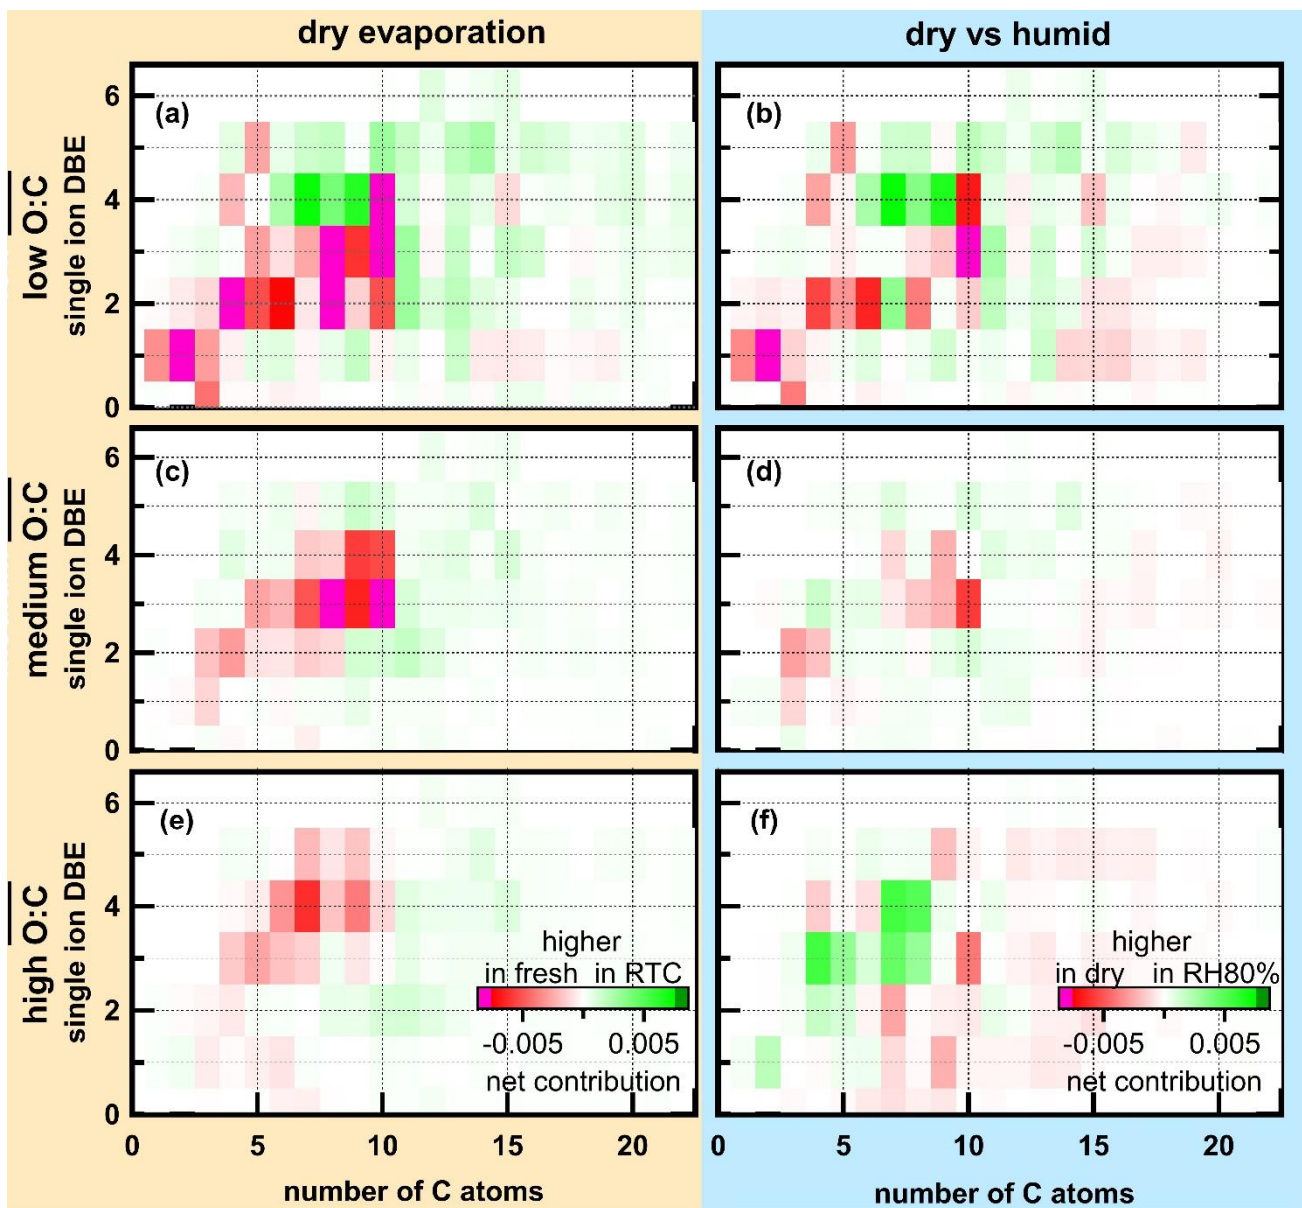 dry evaporation
dry vs humid
low O:C
single ion DBE
6
4
2
0
(a)
(b)
medium O:C
single ion DBE
6
4
2
0
(c)
(d)
high O:C
single ion DBE
6
4
2
0
(e)
(f)
higher
in fresh in RTC
-0.005 0.005
net contribution
higher
in dry in RH80%
-0.005 0.005
net contribution
0 5 10 15 20
0 5 10 15 20
number of C atoms
number of C atoms